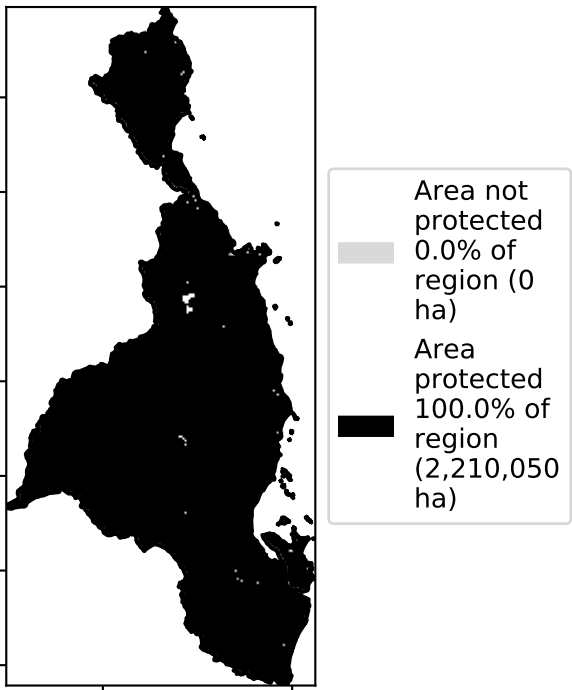 Area not
protected
0.0% of
region (0
ha)
Area
protected
100.0% of
region
(2,210,050
ha)